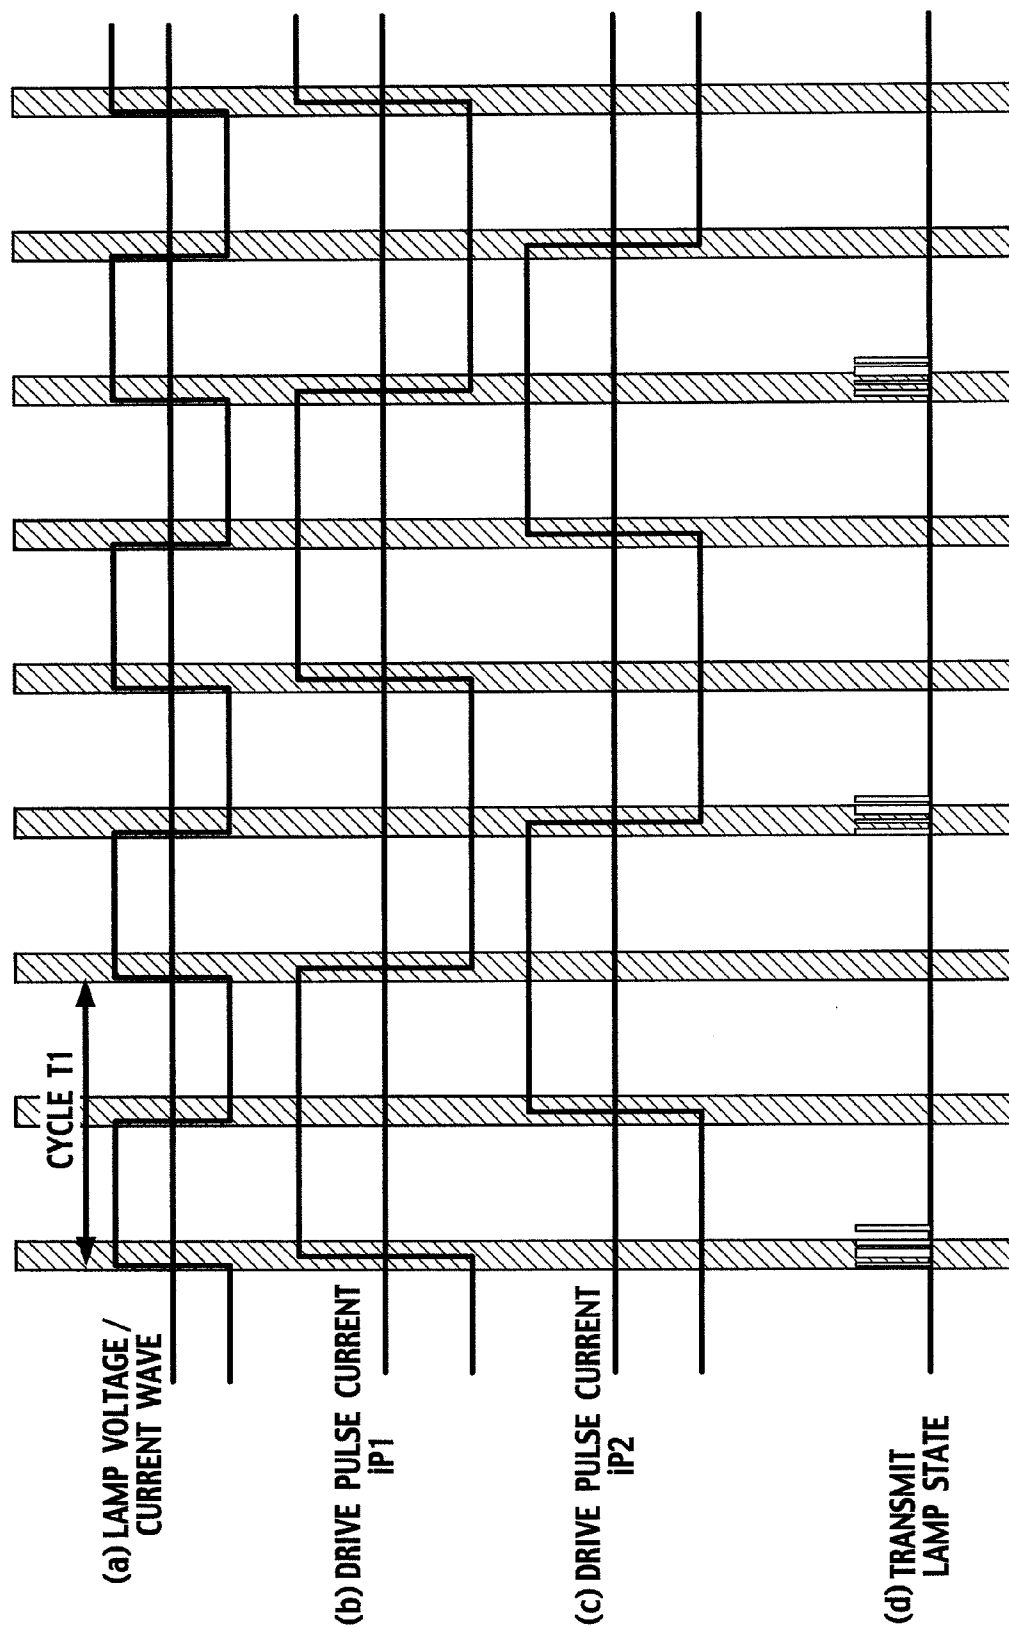 CYCLE T1
(a) LAMP VOLTAGE /
CURRENT WAVE
(b) DRIVE PULSE CURRENT
iP1
(c) DRIVE PULSE CURRENT
iP2
(d) TRANSMIT
LAMP STATE